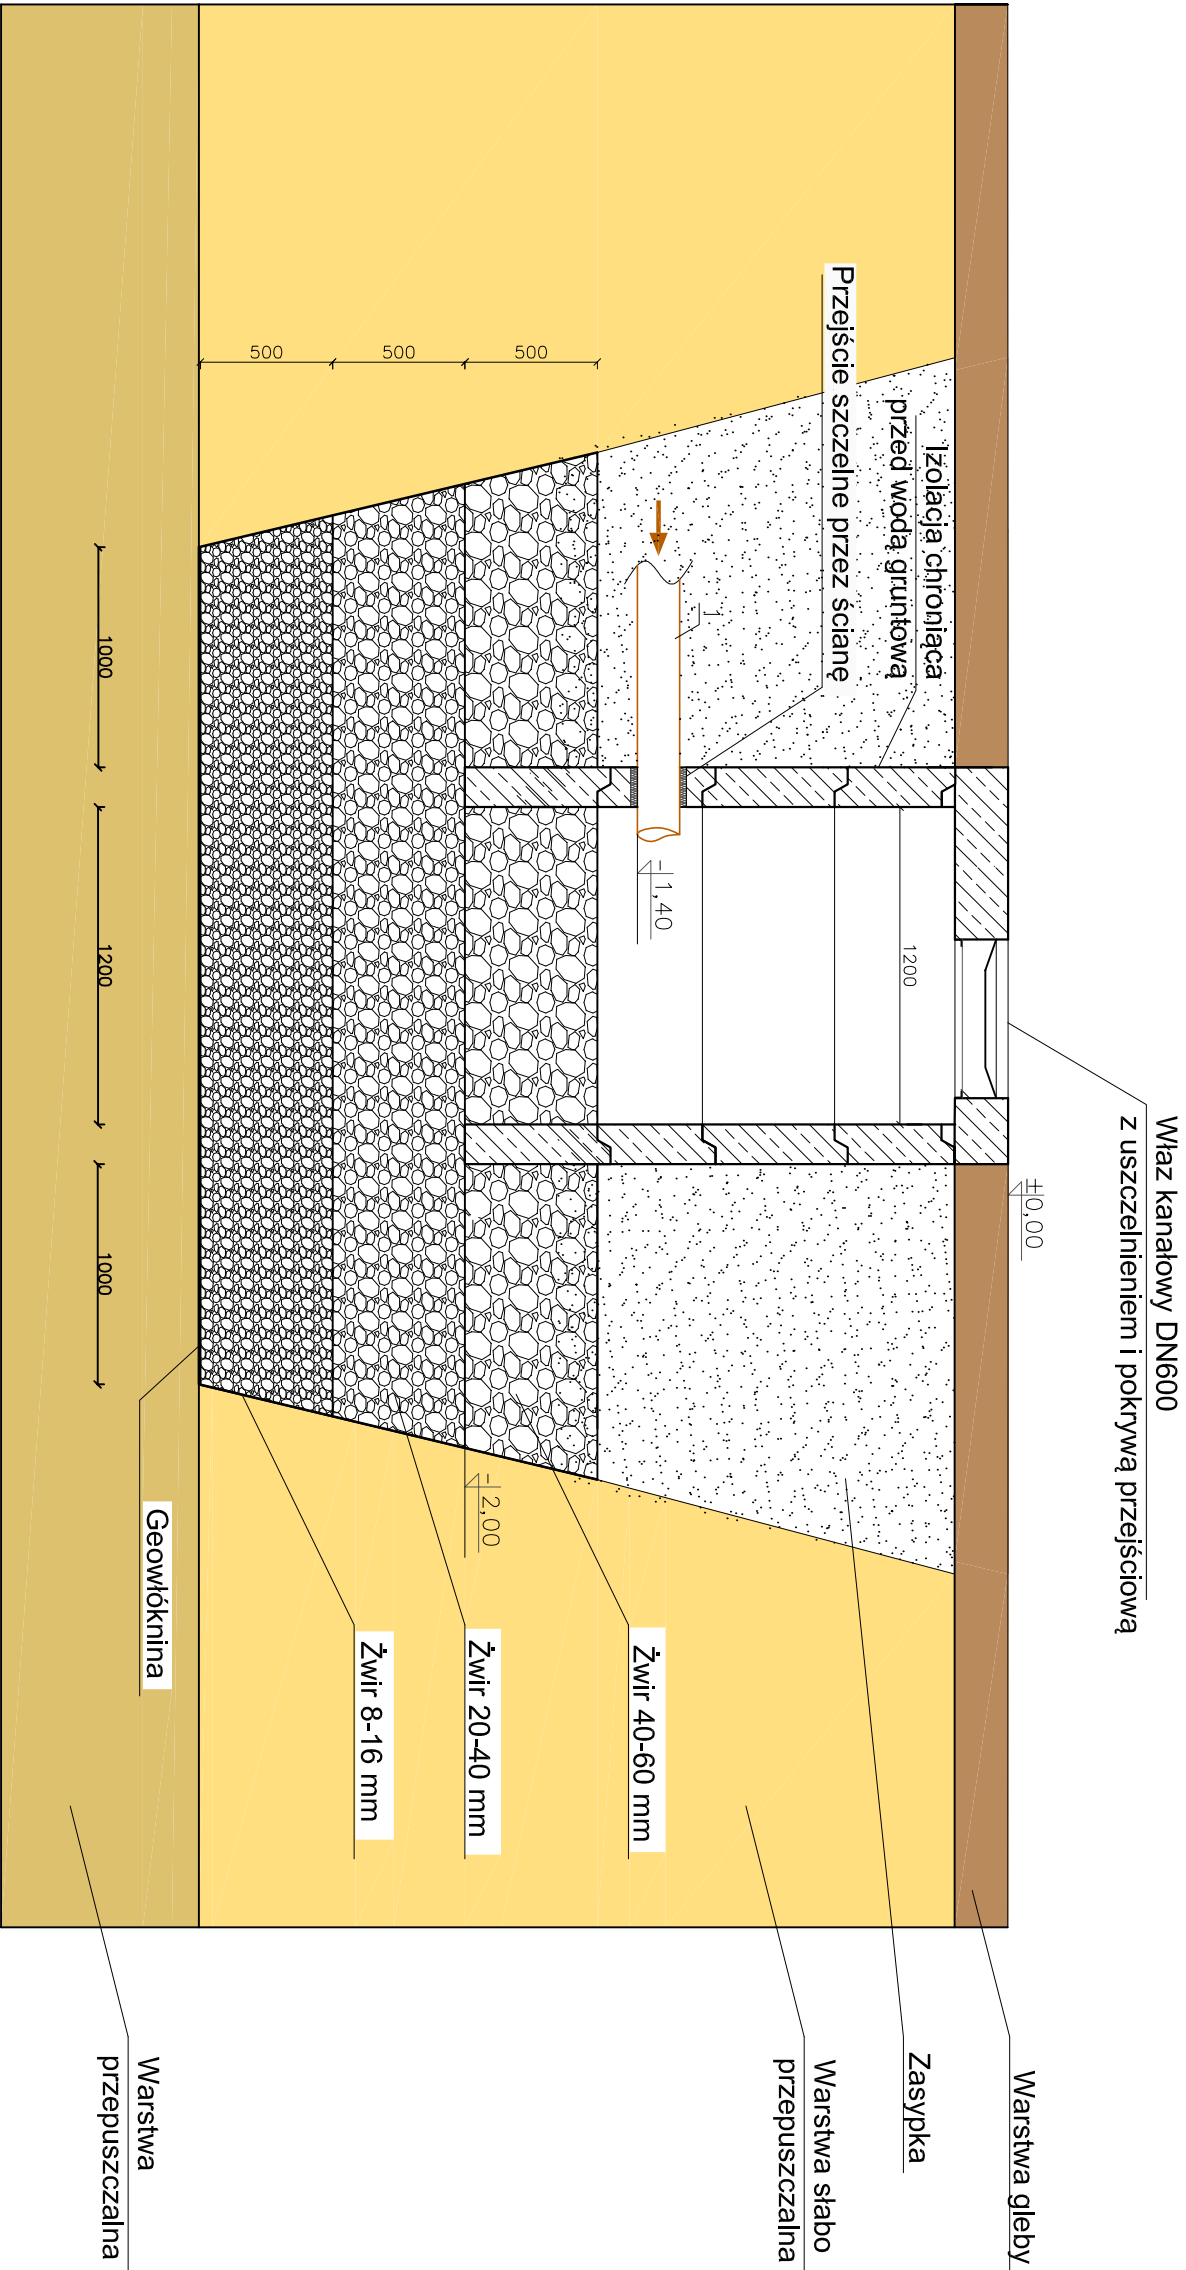 Właz kanałowy DN600
z uszczelnieniem i pokrywą przejściową
±0,00
Izolacja chroniąca
przed wodą gruntową
Przejście szczelne przez ścianę
1200
1
-1,40
-2,00
500
500
500
1000
1200
1000
Żwir 40-60 mm
Żwir 20-40 mm
Żwir 8-16 mm
Geowłóknina
Warstwa gleby
Zasypka
Warstwa słabo
przepuszczalna
Warstwa
przepuszczalna